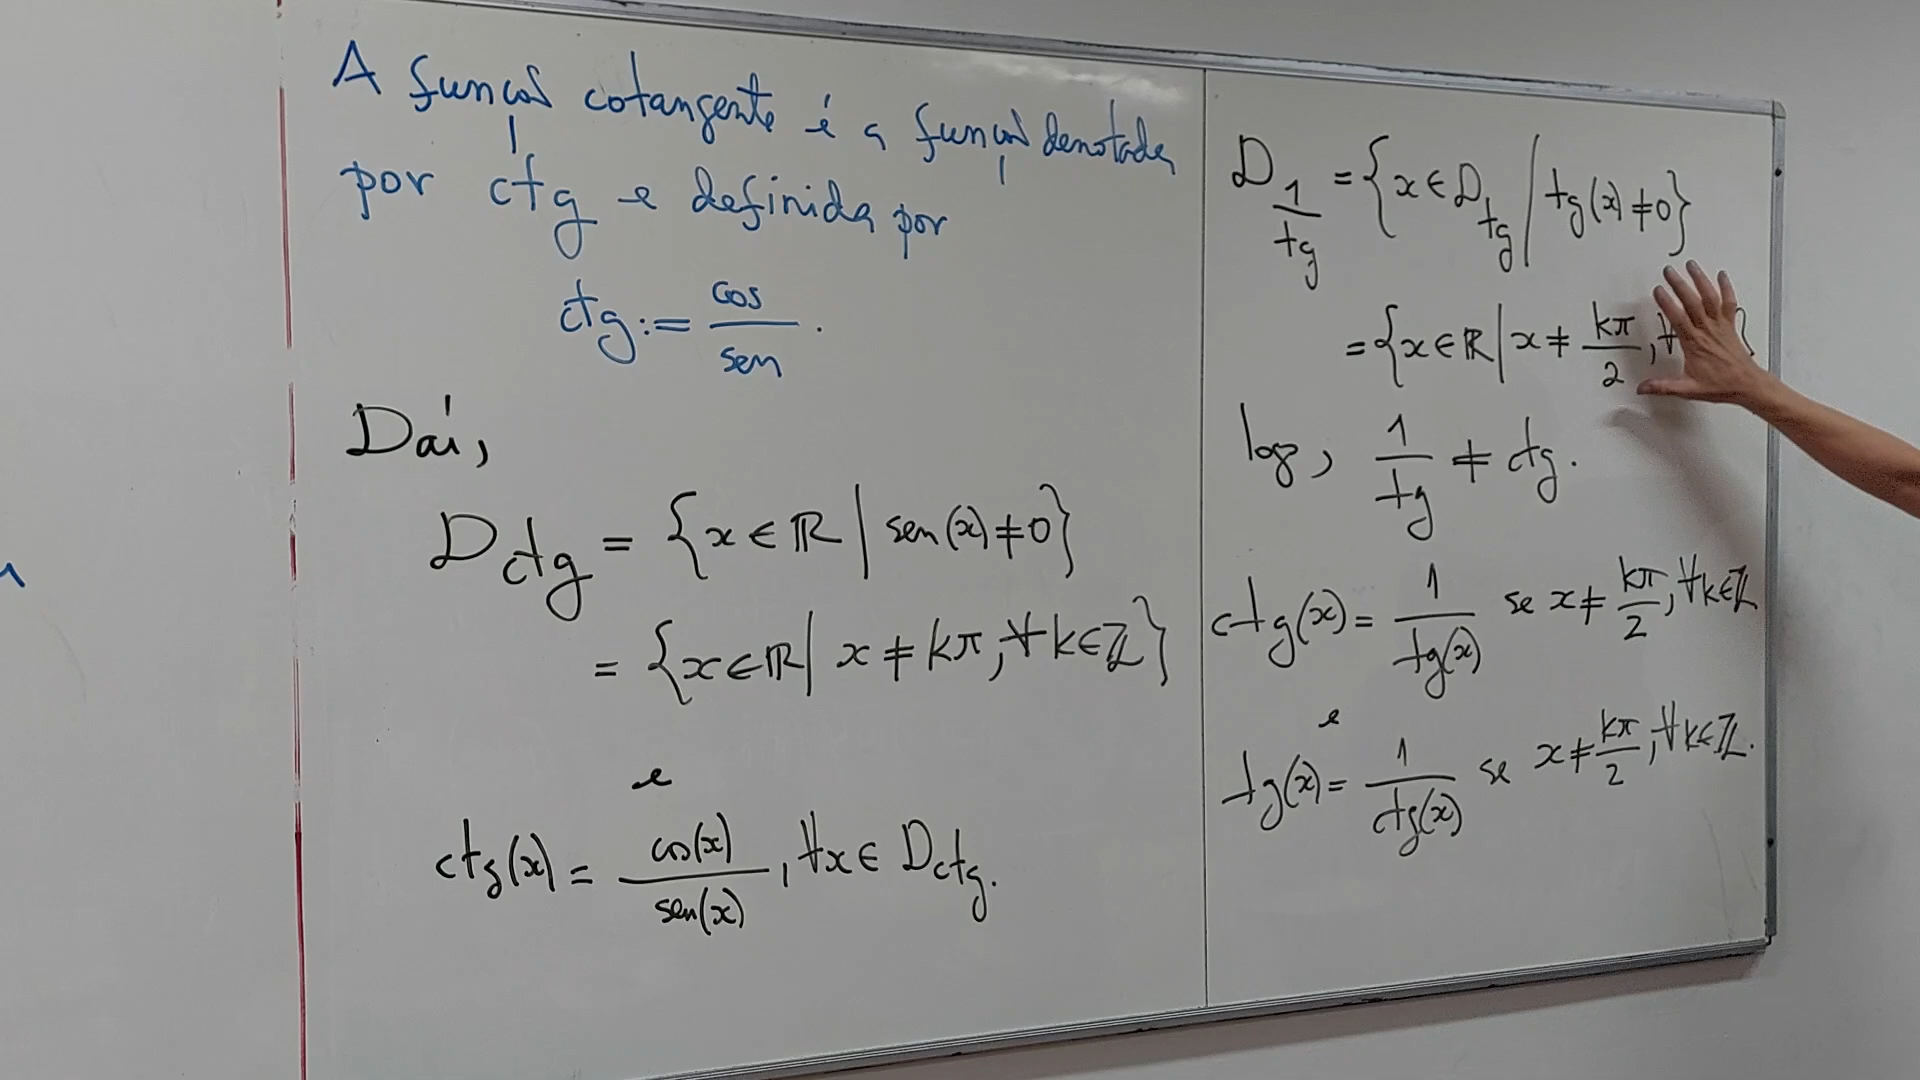 A função cotangente é a função denotada
por ctg e definida por
ctg := cos/sen.
Daí,
D_ctg = {x ∈ ℝ | sen(x) ≠ 0}
= {x ∈ ℝ | x ≠ kπ, ∀k ∈ ℤ}
e
ctg(x) = cos(x)/sen(x), ∀x ∈ D_ctg.
D_1/tg = {x ∈ D_tg / tg(x) ≠ 0}
= {x ∈ ℝ | x ≠ kπ/2, ∀ }
logo, 1/tg ≠ ctg.
ctg(x) = 1/tg(x) se x ≠ kπ/2, ∀k ∈ ℤ
e
tg(x) = 1/ctg(x) se x ≠ kπ/2, ∀k ∈ ℤ.